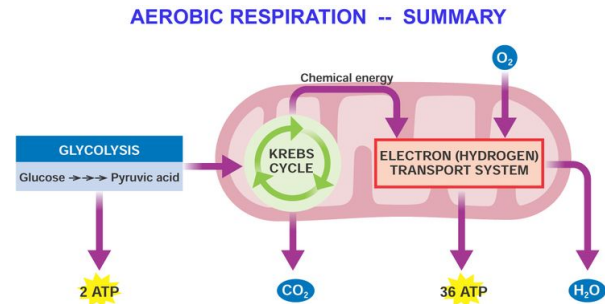 AEROBIC RESPIRATION -- SUMMARY
O₂
Chemical energy
GLYCOLYSIS
Glucose →→→ Pyruvic acid
KREBS
CYCLE
ELECTRON (HYDROGEN)
TRANSPORT SYSTEM
2 ATP
CO₂
36 ATP
H₂O